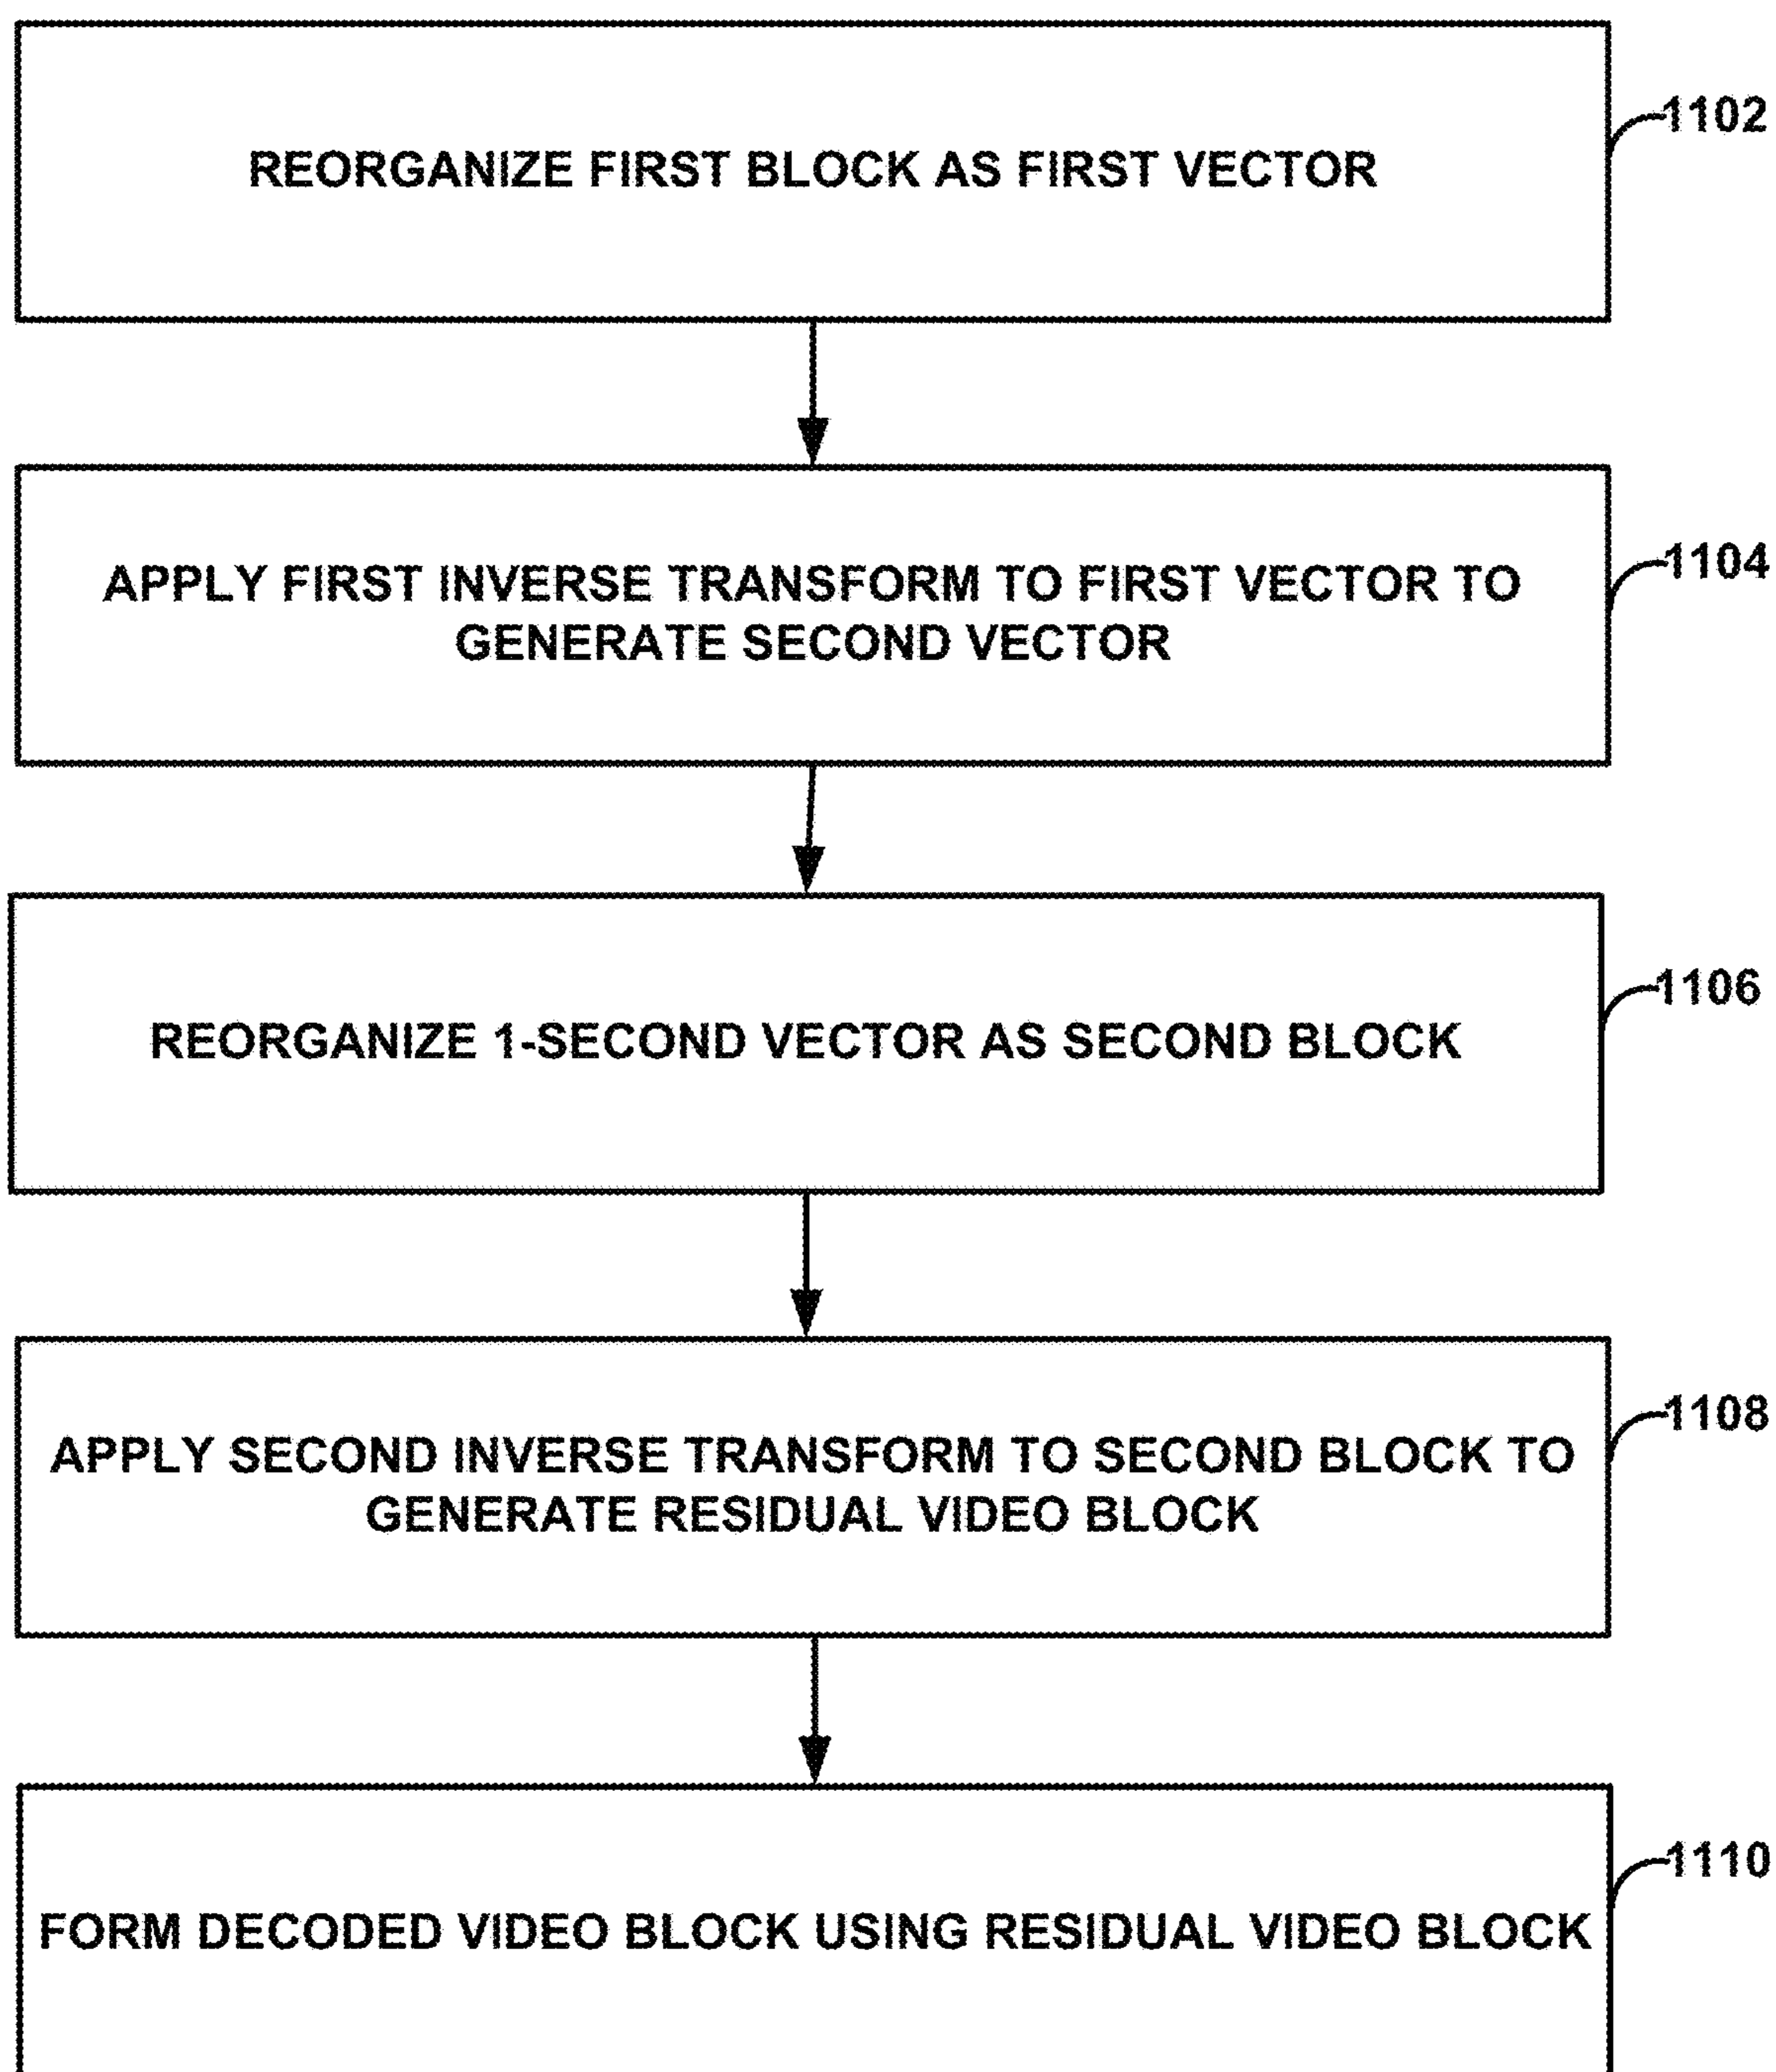 REORGANIZE FIRST BLOCK AS FIRST VECTOR
1102
APPLY FIRST INVERSE TRANSFORM TO FIRST VECTOR TO
GENERATE SECOND VECTOR
1104
REORGANIZE 1-SECOND VECTOR AS SECOND BLOCK
1106
APPLY SECOND INVERSE TRANSFORM TO SECOND BLOCK TO
GENERATE RESIDUAL VIDEO BLOCK
1108
FORM DECODED VIDEO BLOCK USING RESIDUAL VIDEO BLOCK
1110